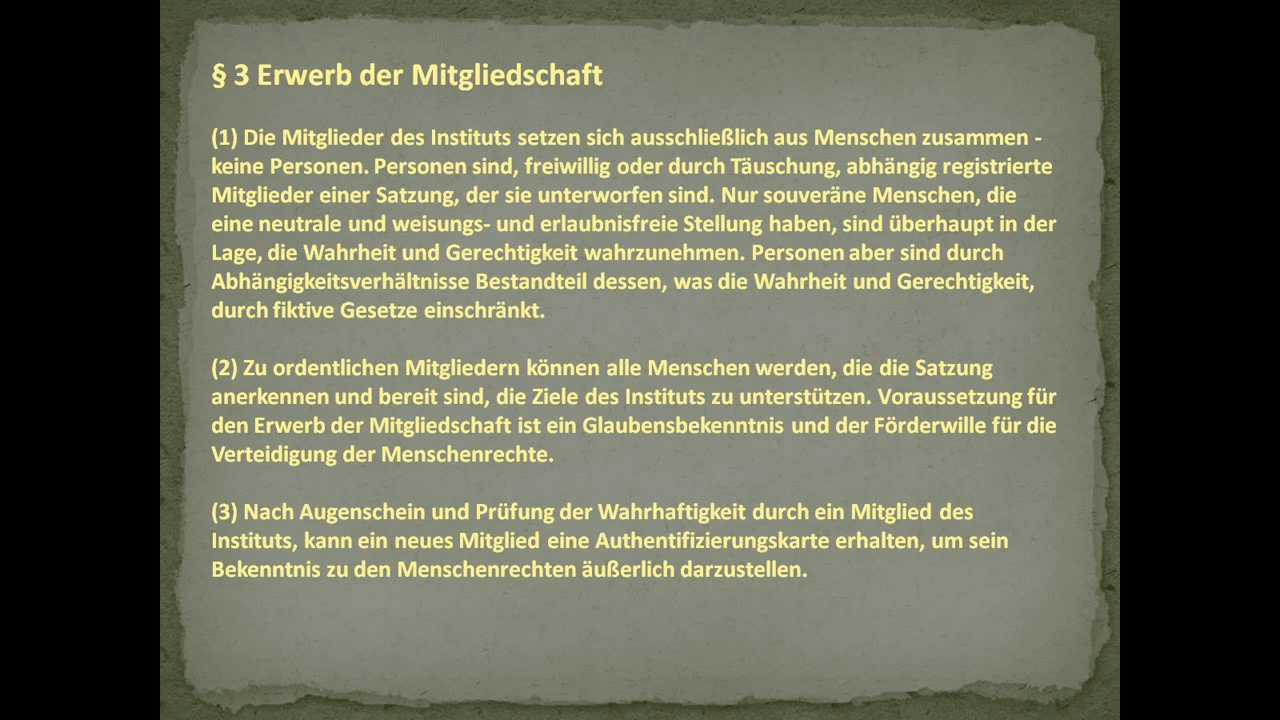 § 3 Erwerb der Mitgliedschaft
(1) Die Mitglieder des Instituts setzen sich ausschließlich aus Menschen zusammen -
keine Personen. Personen sind, freiwillig oder durch Täuschung, abhängig registrierte
Mitglieder einer Satzung, der sie unterworfen sind. Nur souveräne Menschen, die
eine neutrale und weisungs- und erlaubnisfreie Stellung haben, sind überhaupt in der
Lage, die Wahrheit und Gerechtigkeit wahrzunehmen. Personen aber sind durch
Abhängigkeitsverhältnisse Bestandteil dessen, was die Wahrheit und Gerechtigkeit,
durch fiktive Gesetze einschränkt.
(2) Zu ordentlichen Mitgliedern können alle Menschen werden, die die Satzung
anerkennen und bereit sind, die Ziele des Instituts zu unterstützen. Voraussetzung für
den Erwerb der Mitgliedschaft ist ein Glaubensbekenntnis und der Förderwille für die
Verteidigung der Menschenrechte.
(3) Nach Augenschein und Prüfung der Wahrhaftigkeit durch ein Mitglied des
Instituts, kann ein neues Mitglied eine Authentifizierungskarte erhalten, um sein
Bekenntnis zu den Menschenrechten äußerlich darzustellen.